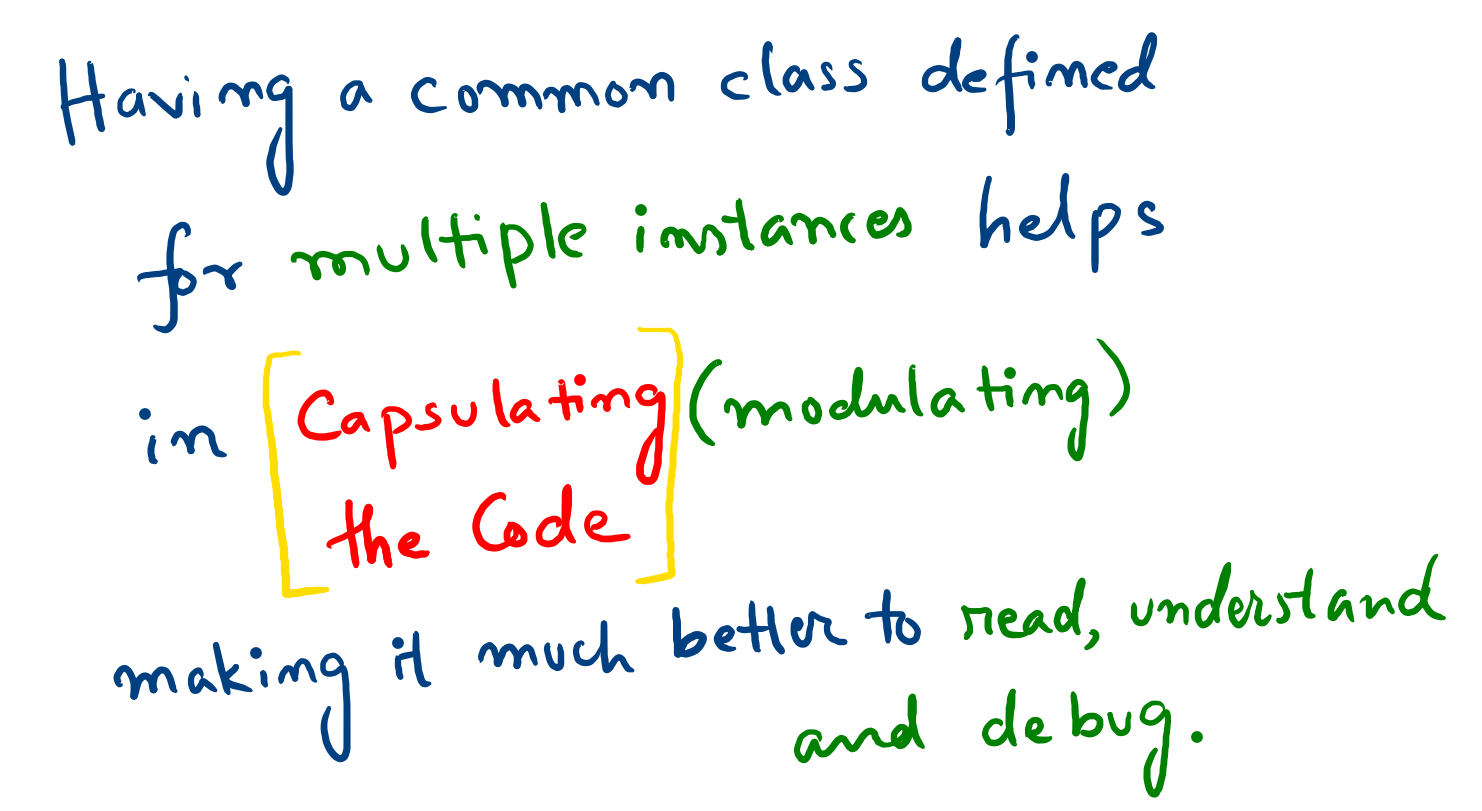 Having a common class defined
for multiple instances helps
in [Capsulating (modulating)
the Code]
making it much better to read, understand
and debug.